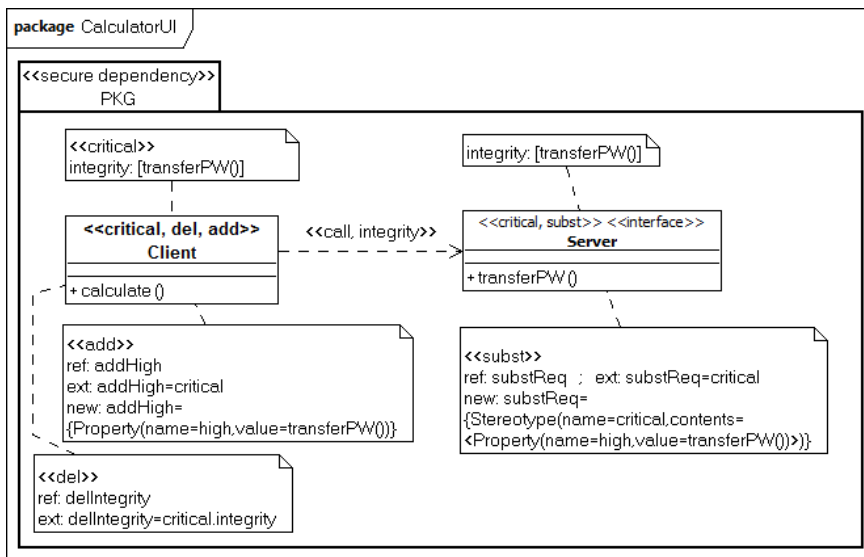 package CalculatorUI
<<secure dependency>>
PKG
<<critical>>
integrity: [transferPW()]
integrity: [transferPW()]
<<critical, del, add>>
Client
+ calculate ()
<<call, integrity>>
<<critical, subst>> <<interface>>
Server
+ transferPW ()
<<add>>
ref: addHigh
ext: addHigh=critical
new: addHigh=
{Property(name=high,value=transferPW())}
<<subst>>
ref: substReq ; ext: substReq=critical
new: substReq=
{Stereotype(name=critical,contents=
<Property(name=high,value=transferPW())>)}
<<del>>
ref: delIntegrity
ext: delIntegrity=critical.integrity